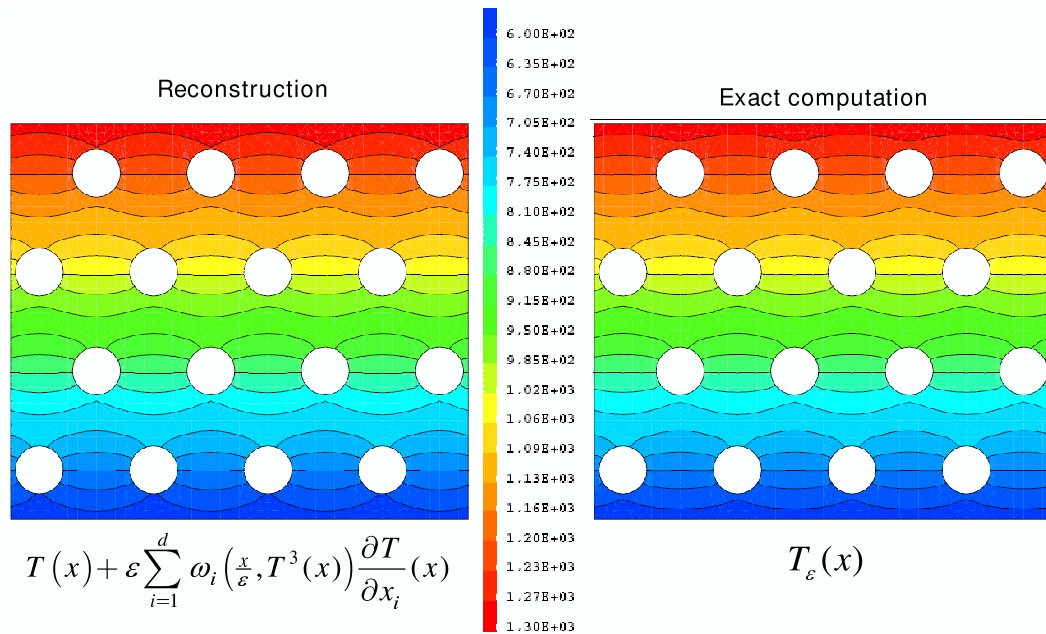 Reconstruction
Exact computation
6.00E+02
6.35E+02
6.70E+02
7.05E+02
7.40E+02
7.75E+02
8.10E+02
8.45E+02
8.80E+02
9.15E+02
9.50E+02
9.85E+02
1.02E+03
1.06E+03
1.09E+03
1.13E+03
1.16E+03
1.20E+03
1.23E+03
1.27E+03
1.30E+03
T(x) + ε∑_{i=1}^{d} ω_i(x/ε, T³(x)) ∂T/∂x_i (x)
T_ε(x)